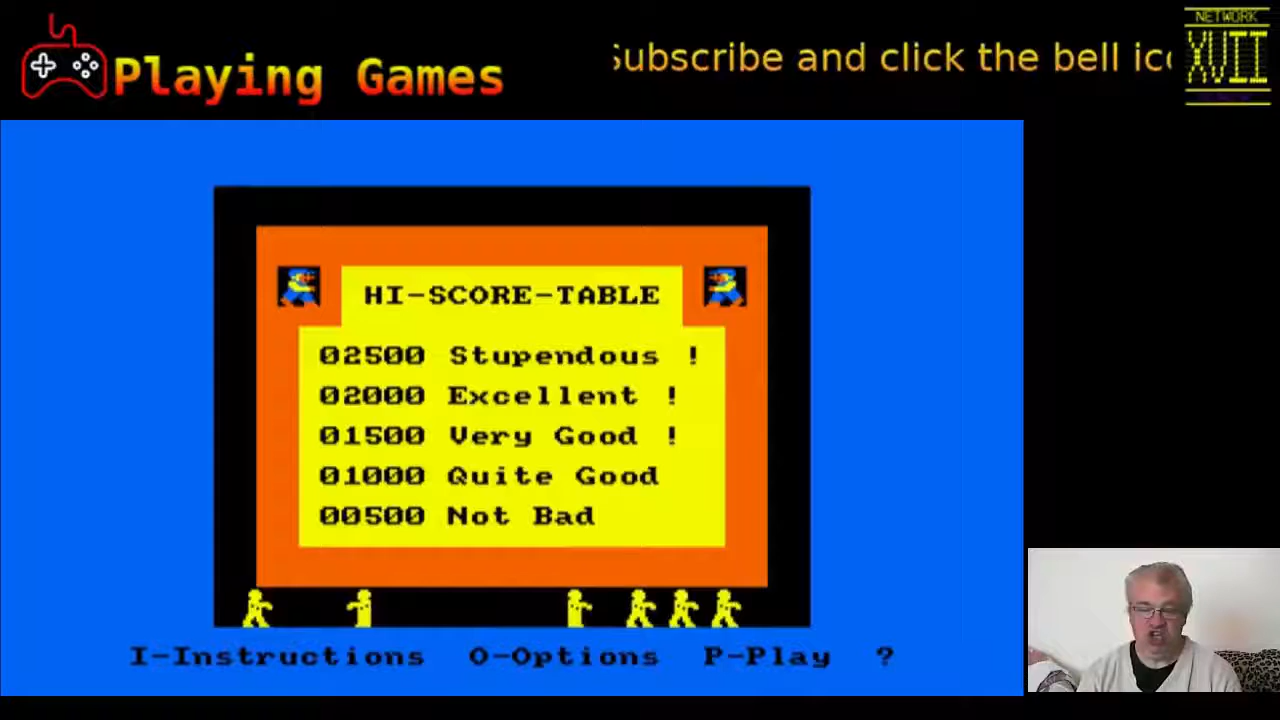 Playing Games
Subscribe and click the bell ico
NETWORK
XVII
HI-SCORE-TABLE
02500 Stupendous !
02000 Excellent !
01500 Very Good !
01000 Quite Good
00500 Not Bad
I-Instructions O-Options P-Play ?